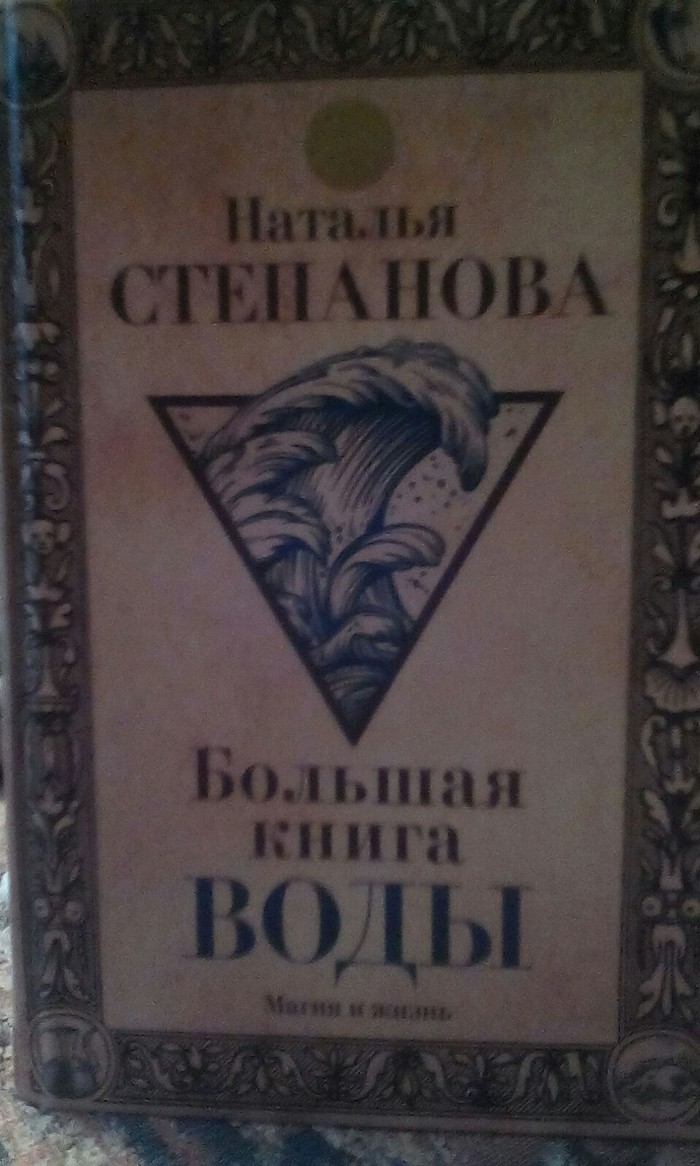 Наталья
СТЕПАНОВА
Большая
книга
ВОДЫ
Магия и жизнь